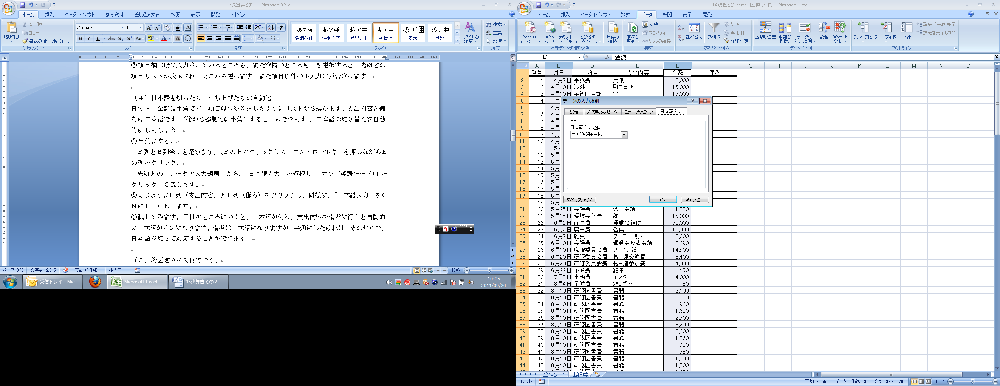 05決算書その2 - Microsoft Word
ホーム 挿入 ページ レイアウト 参考資料 差し込み文書 校閲 表示 開発 アドイン
貼り付け
切り取り
コピー
書式のコピー/貼り付け
クリップボード
Century 10.5
フォント
段落
あア亜 強調斜体
あア亜 強調太字
あア亜 見出し 1
あア亜 標準
あア亜 表題
あア亜 副題
スタイルの変更
スタイル
検索
置換
選択
編集
⑤項目欄（既に入力されているところも、まだ空欄のところも）を選択すると、先ほどの
項目リストが表示され、そこから選べます。また項目以外の手入力は拒否されます。
（４）日本語を切ったり、立ち上げたりの自動化
日付と、金額は半角です。項目は今やりましたようにリストから選びます。支出内容と備
考は日本語です。（後から強制的に半角にすることもできます。）日本語の切り替えを自動
的にしましょう。
①半角にする。
Ｂ列とＥ列全てを選びます。（Ｂの上でクリックして、コントロールキーを押しながらＥ
の列をクリック）
先ほどの「データの入力規則」から、「日本語入力」を選択し、「オフ（英語モード）」を
クリック。ＯＫします。
②同じようにＤ列（支出内容）とＦ列（備考）をクリックし、同様に、「日本語入力」をＯ
Ｎにし、ＯＫします。
③試してみます。月日のところにいくと、日本語が切れ、支出内容や備考に行くと自動的
に日本語がオンになります。備考は日本語になりますが、半角にしたければ、そのセルで、
日本語を切って対応することができます。
（５）桁区切りを入れておく。
CAPS
KANA
ページ: 3/6 文字数: 2,515 英語 (米国) 挿入モード 120%
受信トレイ - Mic...
Microsoft Excel ...
05決算書その２ ...
10:05
2011/09/24
PTA決算その2temp [互換モード] - Microsoft Excel
ホーム 挿入 ページ レイアウト 数式 データ 校閲 表示 開発
Access データベース
Web クエリ
テキスト ファイル
その他の データ ソース
既存の 接続
外部データの取り込み
すべて 更新
接続
プロパティ
リンクの編集
接続
並べ替え
フィルタ
クリア
再適用
詳細設定
並べ替えとフィルタ
区切り位置
重複の 削除
データの 入力規則
統合
What-If 分析
データ ツール
グループ化
グループ解除
小計
詳細データの表示
詳細を表示しない
アウトライン
E1 fx 金額
A B C D E F G H I J K L M N O
1 番号 月日 項目 支出内容 金額 備考
2 1 4月7日 事務費 用紙 8,000
3 2 4月10日 渉外 町Ｐ負担金 15,000
4 3 4月10日 学級PTA費 1年 15,000
5 4 4月
6 5 4月
7 6 4月
8 7 4月
9 8 4月
10 9 4月
11 10 4月
12 11 5月
13 12 5月
14 13 5月
15 14 5月
16 15 5月
17 16 5月
18 17 5月
19 18 5月
20 19 5月
データの入力規則
設定 入力時メッセージ エラー メッセージ 日本語入力
IME
日本語入力(M):
オフ (英語モード)
すべてクリア(C) OK キャンセル
21 20 5月25日 会議費 合同会議 1,880
22 21 5月25日 環境美化費 謝礼 15,000
23 22 6月2日 行事費 運動会補助 50,000
24 23 6月2日 慶弔費 香典 10,000
25 24 6月7日 雑費 クーラー購入 3,600
26 25 6月10日 会議費 運動会反省会議 3,290
27 26 6月10日 広報委員会費 ファイン紙 14,500
28 27 6月20日 研修委員会費 檜Ｐ連交通費 8,400
29 28 6月20日 研修委員会費 檜Ｐ連参加費 4,000
30 29 6月22日 予備費 鉛筆 150
31 30 7月9日 事務費 インク 4,000
32 31 8月4日 予備費 消しゴム 80
33 32 8月10日 研修図書費 書籍 2,100
34 33 8月10日 研修図書費 書籍 880
35 34 8月10日 研修図書費 書籍 920
36 35 8月10日 研修図書費 書籍 1,680
37 36 8月10日 研修図書費 書籍 2,500
38 37 8月10日 研修図書費 書籍 3,200
39 38 8月10日 研修図書費 書籍 3,200
40 39 8月10日 研修図書費 書籍 1,860
41 40 8月10日 研修図書費 書籍 980
42 41 8月10日 研修図書費 書籍 580
43 42 8月10日 研修図書費 書籍 1,500
44 43 8月10日 研修図書費 書籍 1,800
全体シート 出納簿
コマンド 平均: 25,668 データの個数: 138 合計: 3,490,878 100%